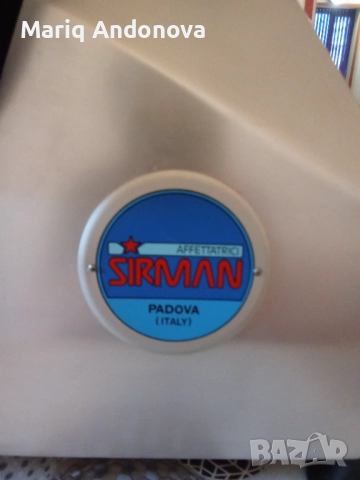 Mariq Andonova
AFFETTATRICI
SIRMAN
PADOVA
(ITALY)
BAZAR